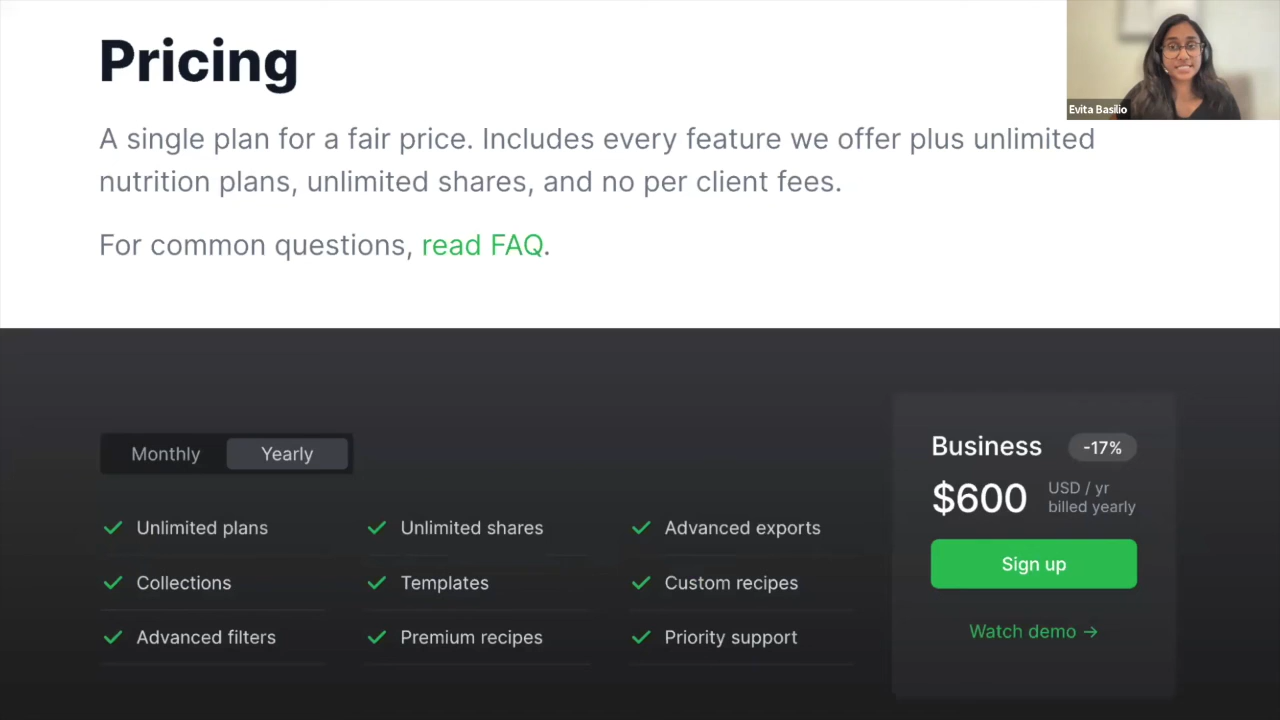 Pricing
Evita Basilio
A single plan for a fair price. Includes every feature we offer plus unlimited
nutrition plans, unlimited shares, and no per client fees.
For common questions, read FAQ.
Monthly Yearly
Unlimited plans Unlimited shares Advanced exports
Collections Templates Custom recipes
Advanced filters Premium recipes Priority support
Business -17%
$600 USD / yr
billed yearly
Sign up
Watch demo →